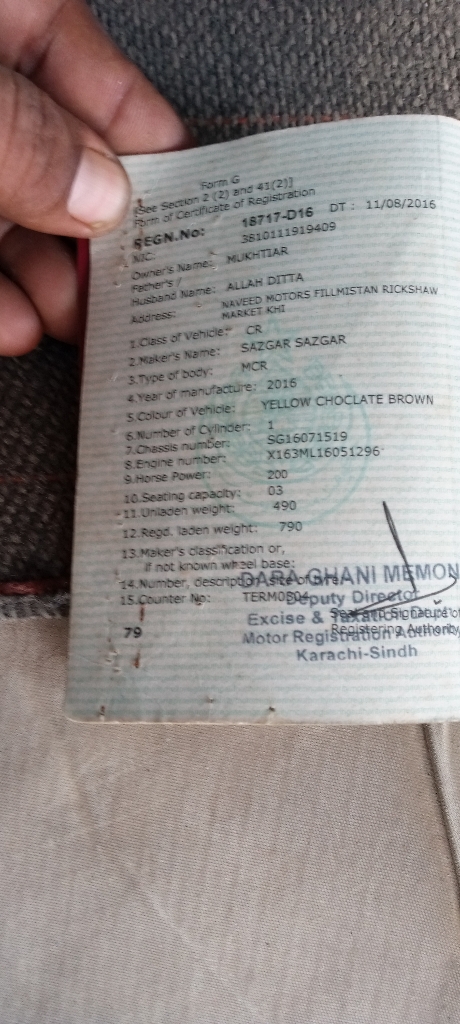 Form G
[See Section 2 (2) and 41(2)]
Form of Certificate of Registration
REGN.No: 18717-D16 DT : 11/08/2016
NIC: 3810111919409
Owner's Name: MUKHTIAR
Father's /
Husband Name: ALLAH DITTA
Address: NAVEED MOTORS FILLMISTAN RICKSHAW
MARKET KHI
1.Class of Vehicle: CR
2.Maker's Name: SAZGAR SAZGAR
3.Type of body: MCR
4.Year of manufacture: 2016
5.Colour of Vehicle: YELLOW CHOCLATE BROWN
6.Number of Cylinder: 1
7.Chassis number: SG16071519
8.Engine number: X163ML16051296
9.Horse Power: 200
10.Seating capacity: 03
11.Unladen weight: 490
12.Regd. laden weight: 790
13.Maker's classification or,
if not known wheel base:
14.Number, description, size of
15.Counter No: TERM0804
DARA GHANI MEMON
Deputy Director
Excise & Taxation
Seal & Signature of
Registering Authority
Motor Registration Authority
Karachi-Sindh
79